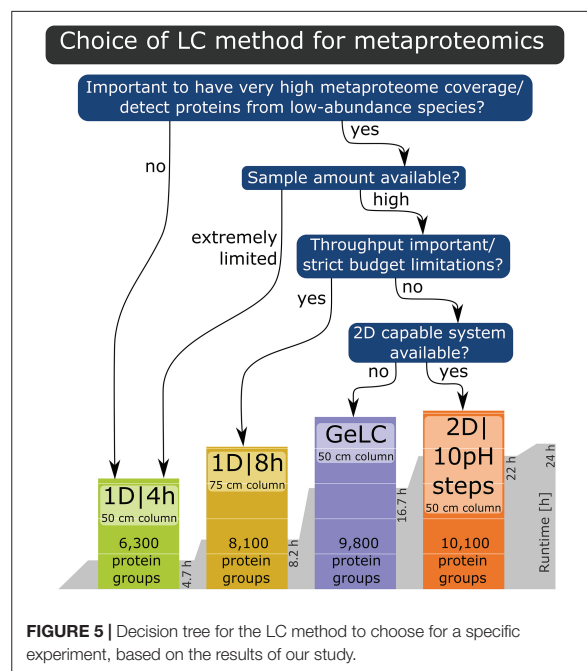 Choice of LC method for metaproteomics
Important to have very high metaproteome coverage/
detect proteins from low-abundance species?
no
yes
Sample amount available?
extremely
limited
high
Throughput important/
strict budget limitations?
yes
no
2D capable system
available?
no
yes
1D|4h
50 cm column
6,300
protein
groups
4.7 h
1D|8h
75 cm column
8,100
protein
groups
8.2 h
GeLC
50 cm column
9,800
protein
groups
16.7 h
2D|
10pH
steps
50 cm column
10,100
protein
groups
22 h
24 h
Runtime [h]
FIGURE 5 | Decision tree for the LC method to choose for a specific
experiment, based on the results of our study.